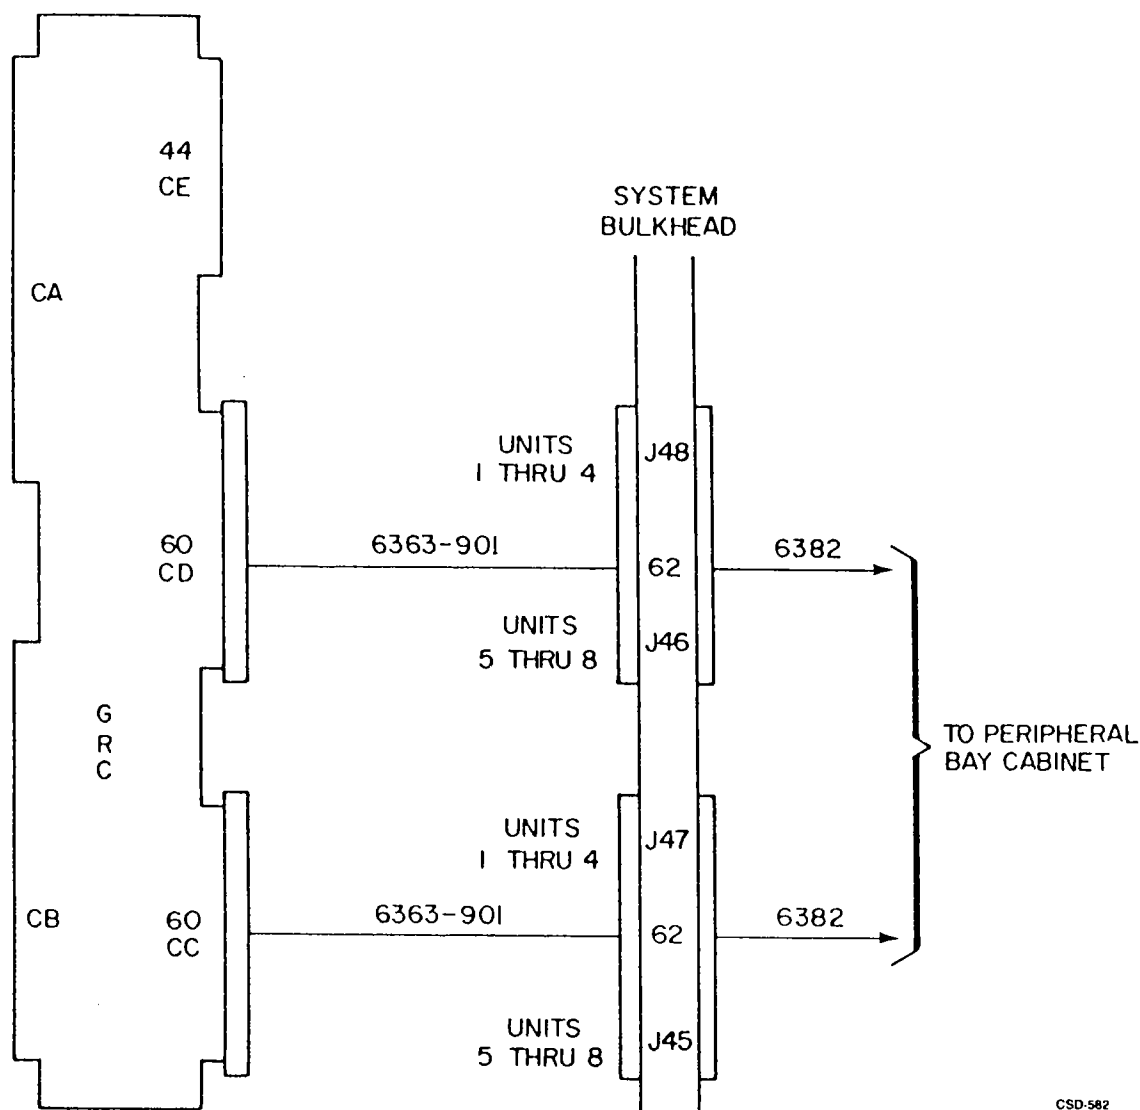 44
CE
SYSTEM
BULKHEAD
CA
UNITS
1 THRU 4
J48
60
CD
6363-901
62
6382
UNITS
5 THRU 8
J46
G
R
C
TO PERIPHERAL
BAY CABINET
UNITS
1 THRU 4
J47
CB
60
CC
6363-901
62
6382
UNITS
5 THRU 8
J45
CSD-582